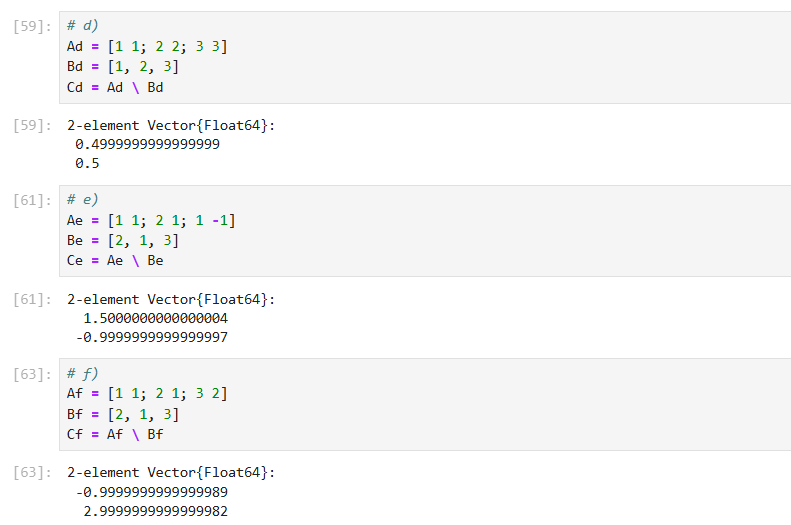 [59]: # d)
Ad = [1 1; 2 2; 3 3]
Bd = [1, 2, 3]
Cd = Ad \ Bd
[59]: 2-element Vector{Float64}:
0.4999999999999999
0.5
[61]: # e)
Ae = [1 1; 2 1; 1 -1]
Be = [2, 1, 3]
Ce = Ae \ Be
[61]: 2-element Vector{Float64}:
1.5000000000000004
-0.9999999999999997
[63]: # f)
Af = [1 1; 2 1; 3 2]
Bf = [2, 1, 3]
Cf = Af \ Bf
[63]: 2-element Vector{Float64}:
-0.9999999999999989
2.9999999999999982